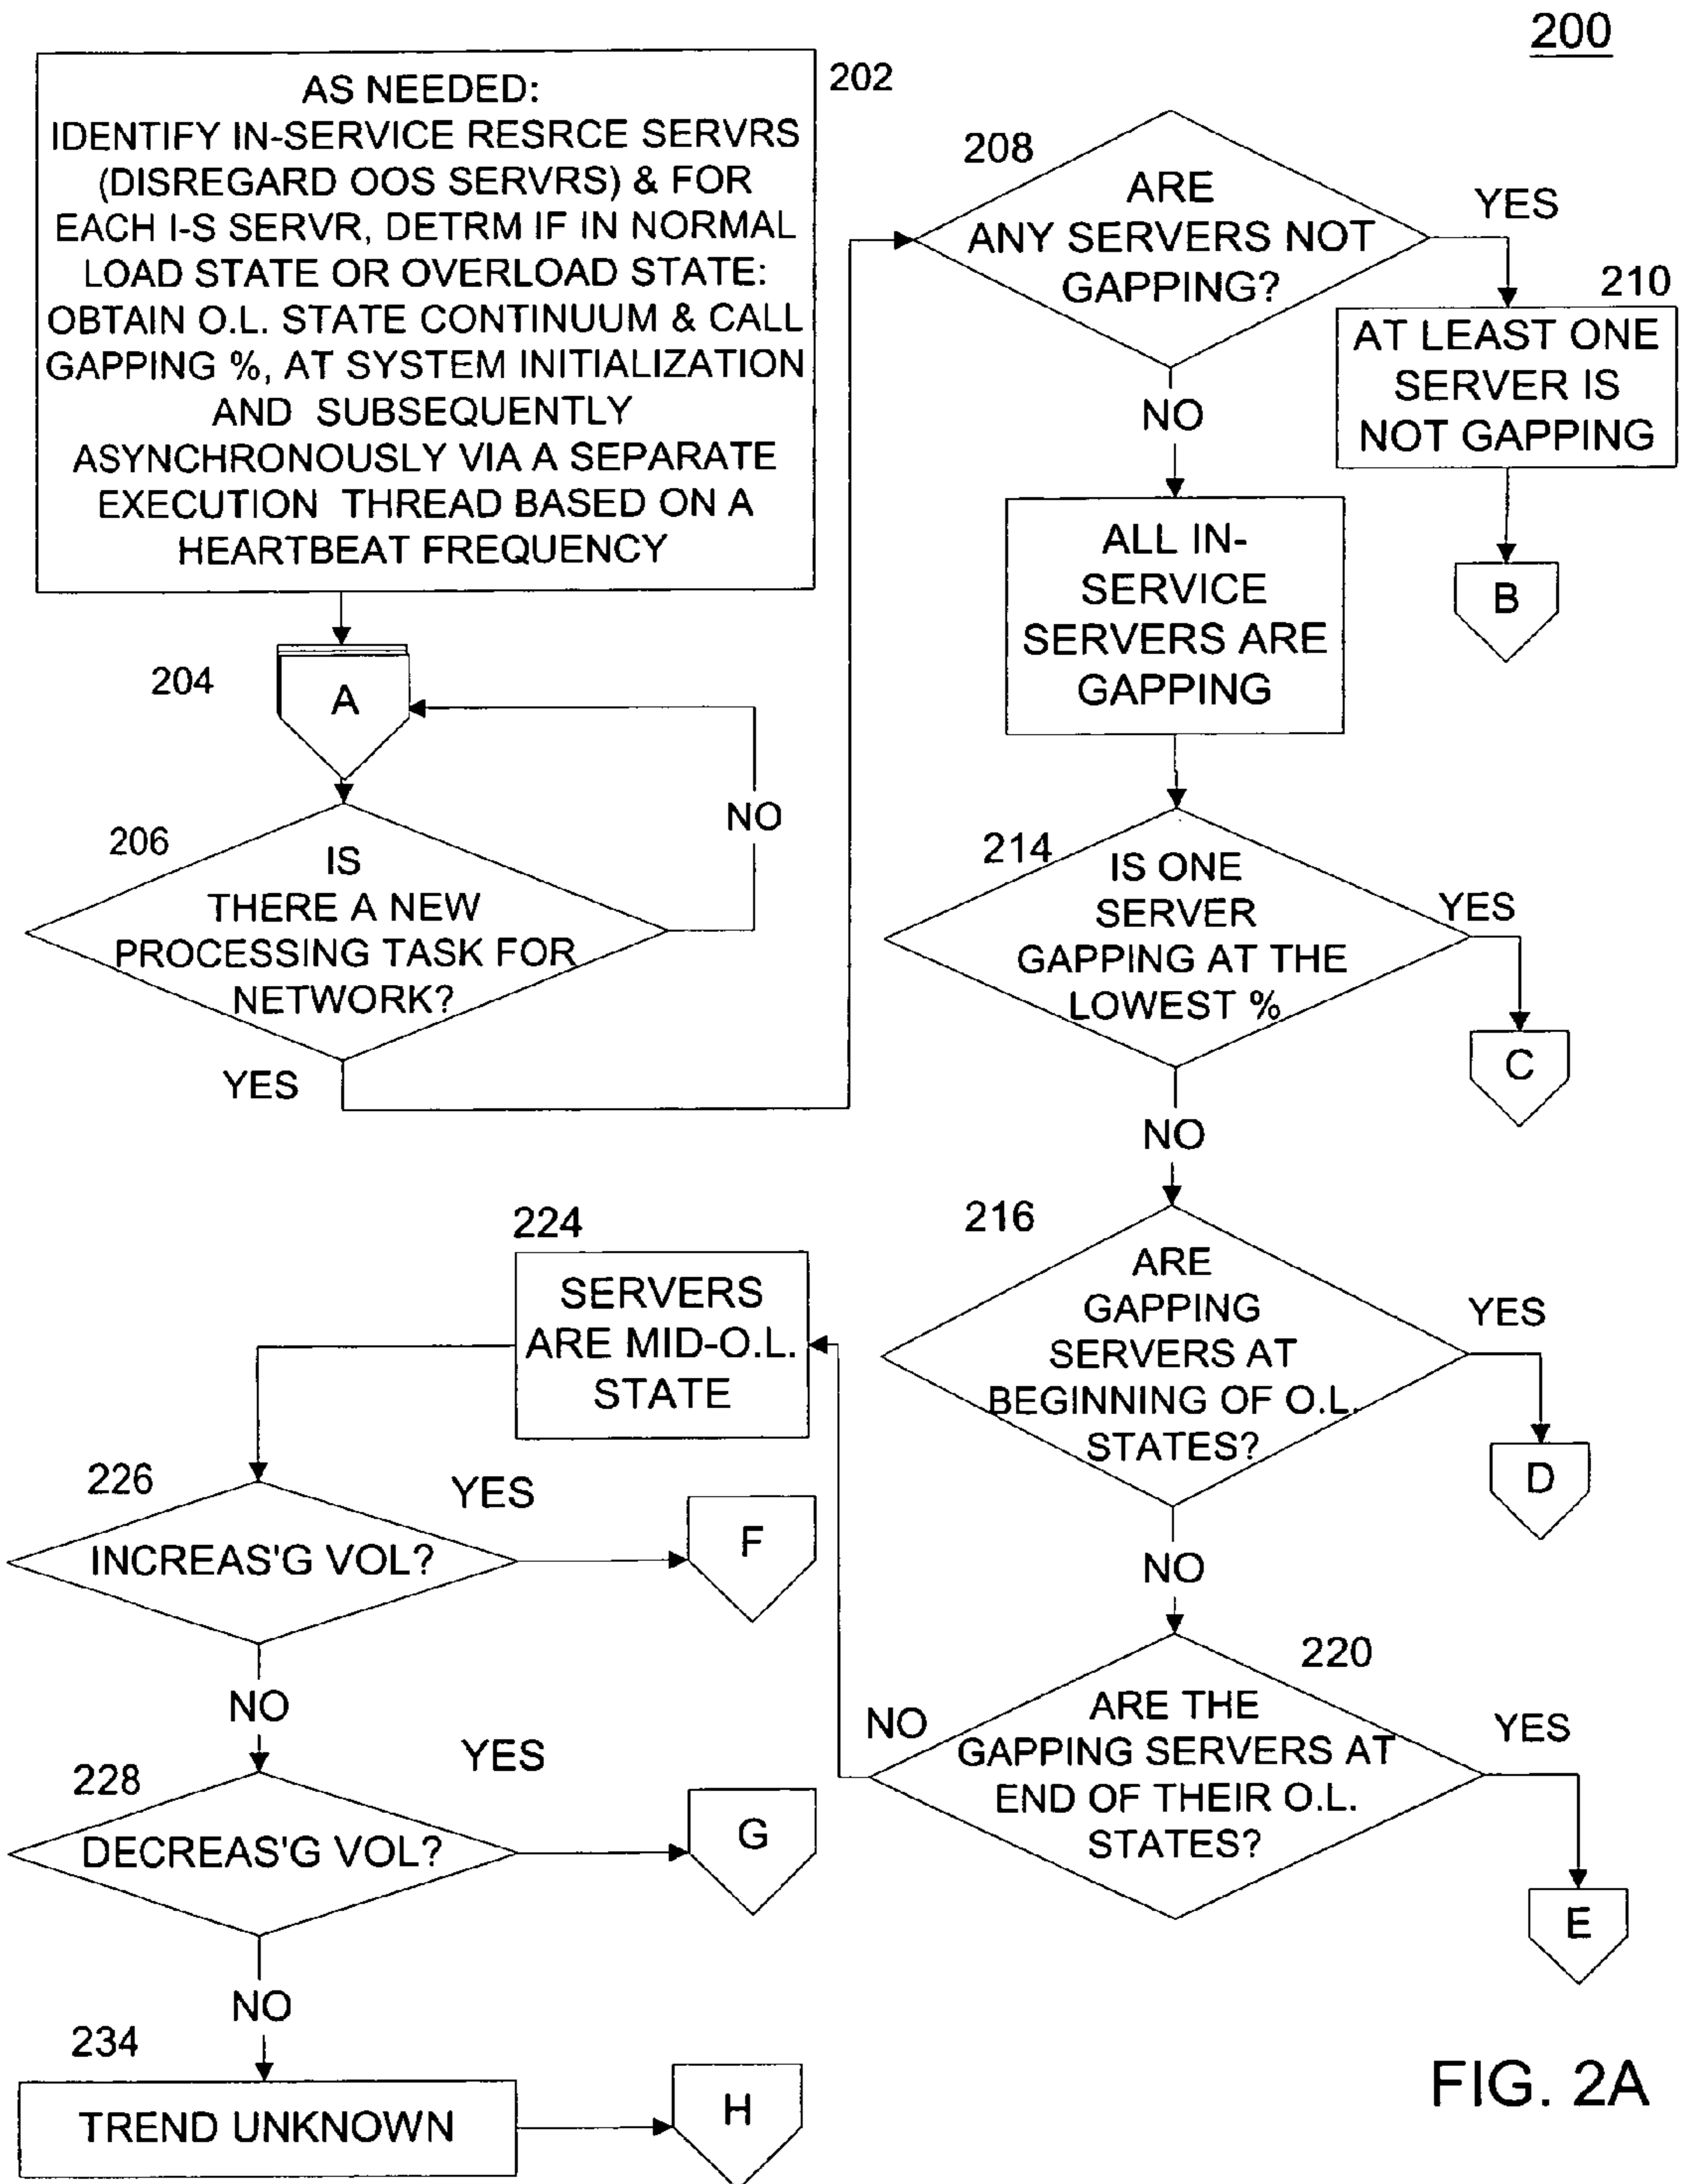 200
202
AS NEEDED:
IDENTIFY IN-SERVICE RESRCE SERVRS
(DISREGARD OOS SERVRS) & FOR
EACH I-S SERVR, DETRM IF IN NORMAL
LOAD STATE OR OVERLOAD STATE:
OBTAIN O.L. STATE CONTINUUM & CALL
GAPPING %, AT SYSTEM INITIALIZATION
AND SUBSEQUENTLY
ASYNCHRONOUSLY VIA A SEPARATE
EXECUTION THREAD BASED ON A
HEARTBEAT FREQUENCY
204
A
NO
206
IS
THERE A NEW
PROCESSING TASK FOR
NETWORK?
YES
208
ARE
ANY SERVERS NOT
GAPPING?
YES
210
AT LEAST ONE
SERVER IS
NOT GAPPING
B
NO
ALL IN-
SERVICE
SERVERS ARE
GAPPING
214
IS ONE
SERVER
GAPPING AT THE
LOWEST %
YES
C
NO
216
ARE
GAPPING
SERVERS AT
BEGINNING OF O.L.
STATES?
YES
D
NO
220
ARE THE
GAPPING SERVERS AT
END OF THEIR O.L.
STATES?
YES
E
NO
224
SERVERS
ARE MID-O.L.
STATE
226
INCREAS'G VOL?
YES
F
NO
228
DECREAS'G VOL?
YES
G
NO
234
TREND UNKNOWN
H
FIG. 2A